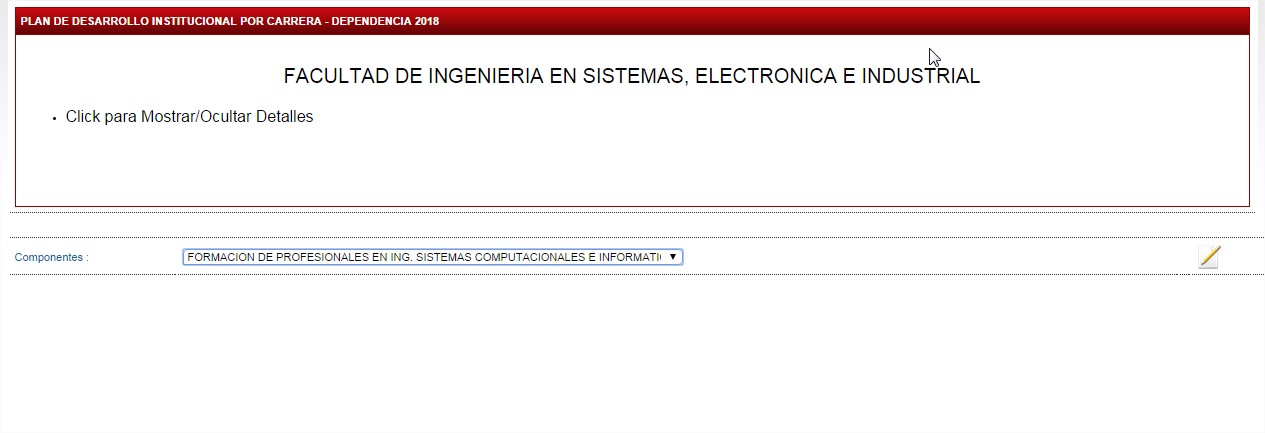 PLAN DE DESARROLLO INSTITUCIONAL POR CARRERA - DEPENDENCIA 2018
FACULTAD DE INGENIERIA EN SISTEMAS, ELECTRONICA E INDUSTRIAL
• Click para Mostrar/Ocultar Detalles
Componentes : FORMACION DE PROFESIONALES EN ING. SISTEMAS COMPUTACIONALES E